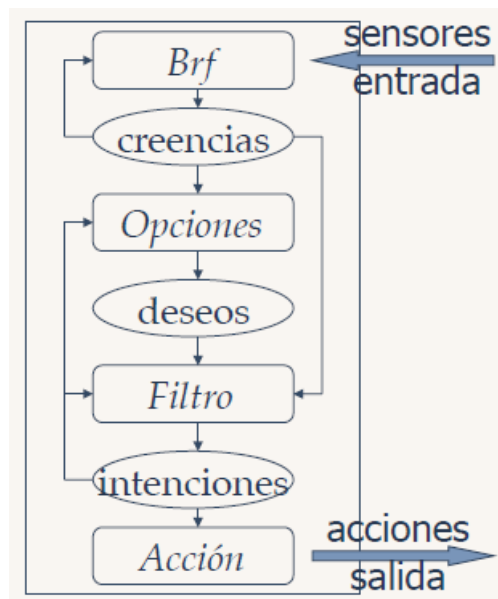 sensores
entrada
Brf
creencias
Opciones
deseos
Filtro
intenciones
Acción
acciones
salida